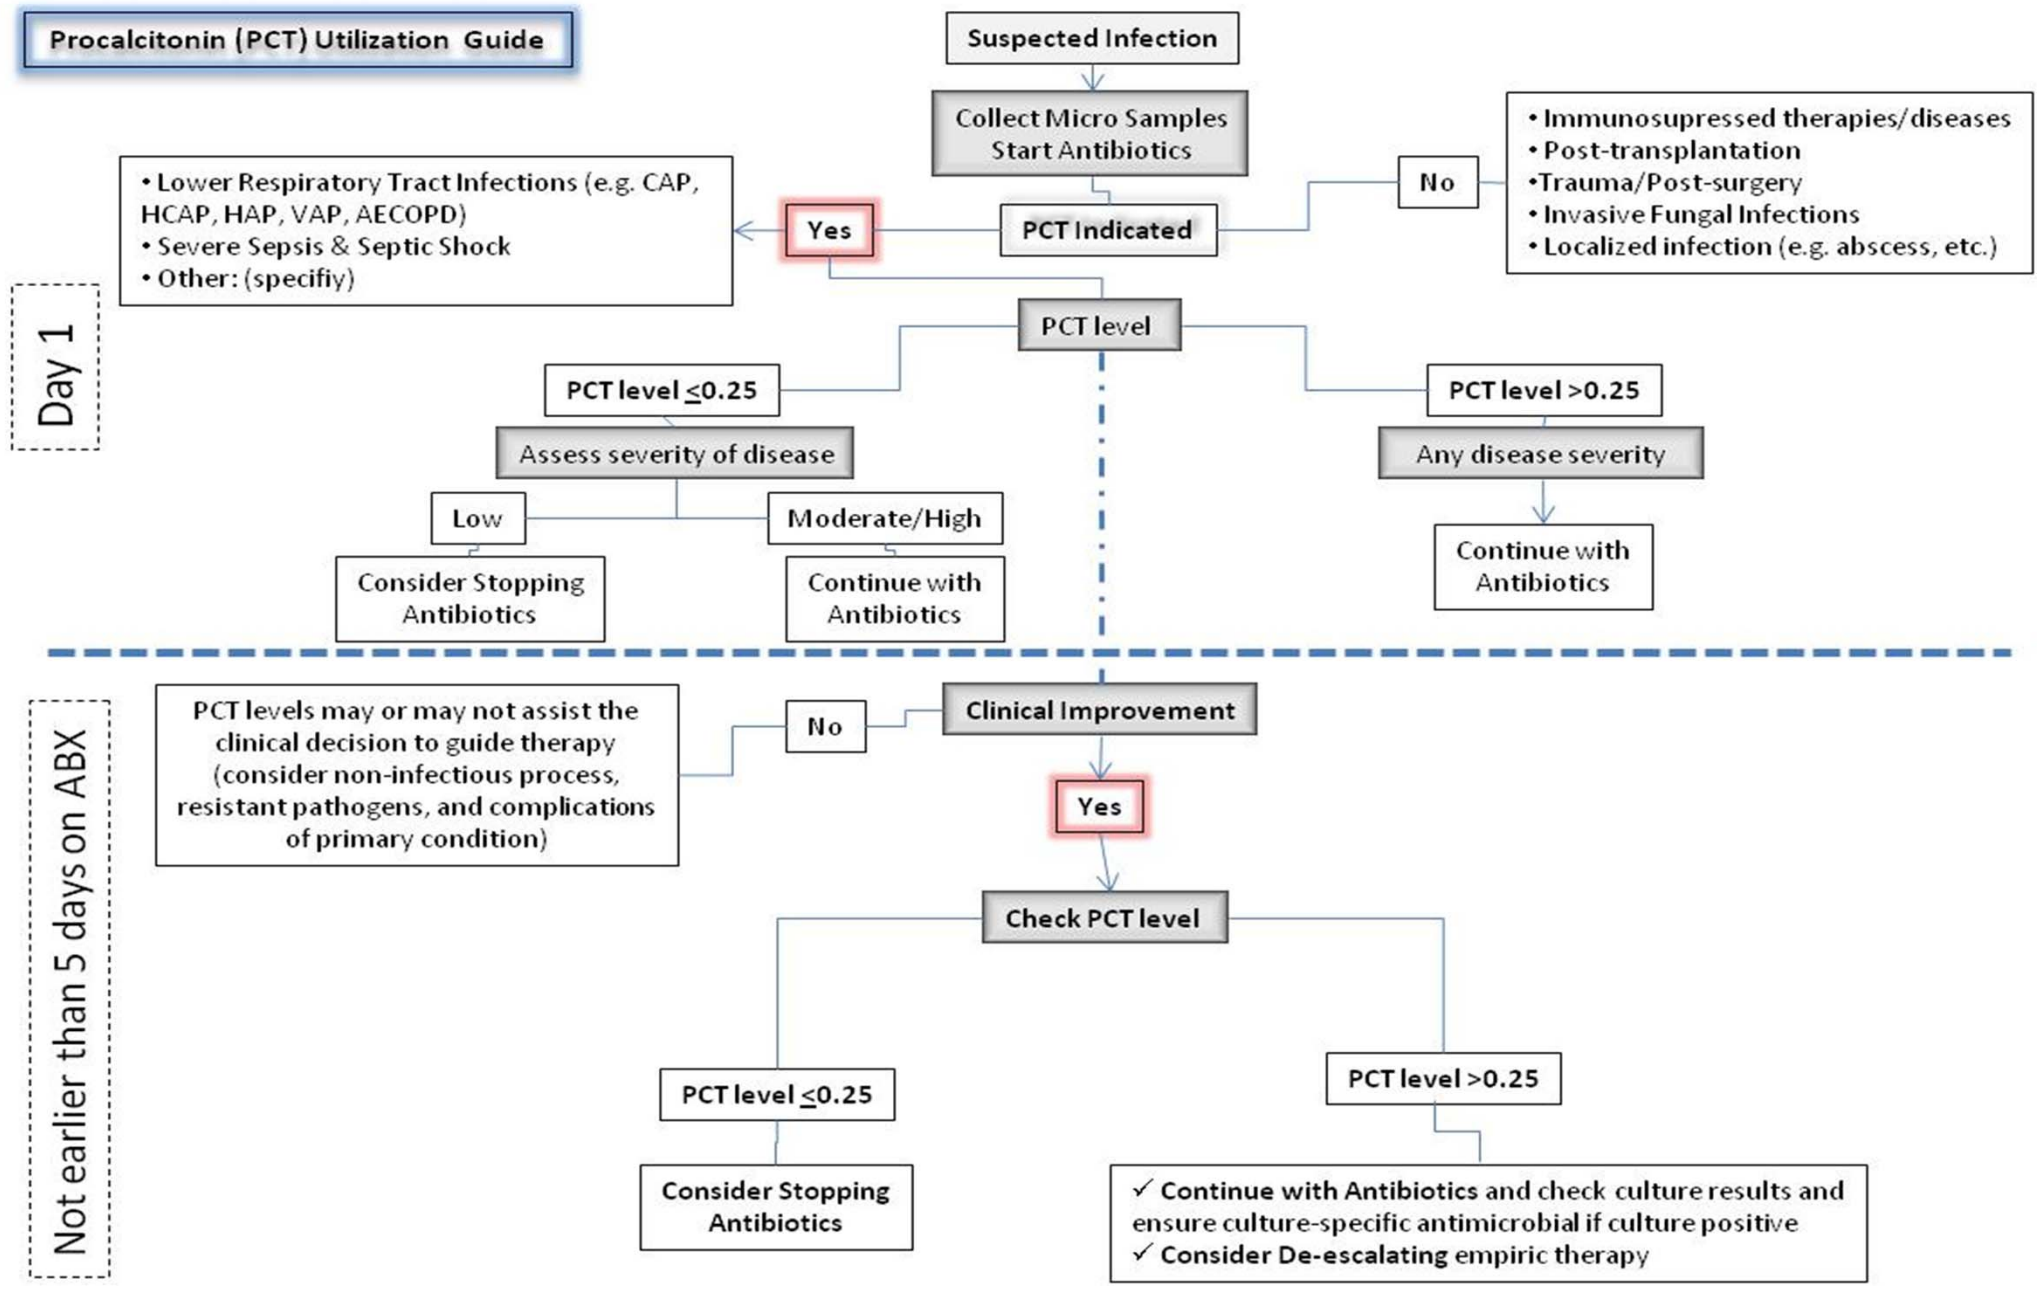 Procalcitonin (PCT) Utilization Guide
Suspected Infection
Collect Micro Samples
Start Antibiotics
PCT Indicated
Yes
• Lower Respiratory Tract Infections (e.g. CAP,
HCAP, HAP, VAP, AECOPD)
• Severe Sepsis & Septic Shock
• Other: (specifiy)
No
• Immunosupressed therapies/diseases
• Post-transplantation
•Trauma/Post-surgery
• Invasive Fungal Infections
• Localized infection (e.g. abscess, etc.)
Day 1
PCT level
PCT level ≤0.25
Assess severity of disease
Low
Consider Stopping
Antibiotics
Moderate/High
Continue with
Antibiotics
PCT level >0.25
Any disease severity
Continue with
Antibiotics
Not earlier than 5 days on ABX
Clinical Improvement
No
PCT levels may or may not assist the
clinical decision to guide therapy
(consider non-infectious process,
resistant pathogens, and complications
of primary condition)
Yes
Check PCT level
PCT level ≤0.25
Consider Stopping
Antibiotics
PCT level >0.25
✓ Continue with Antibiotics and check culture results and
ensure culture-specific antimicrobial if culture positive
✓ Consider De-escalating empiric therapy